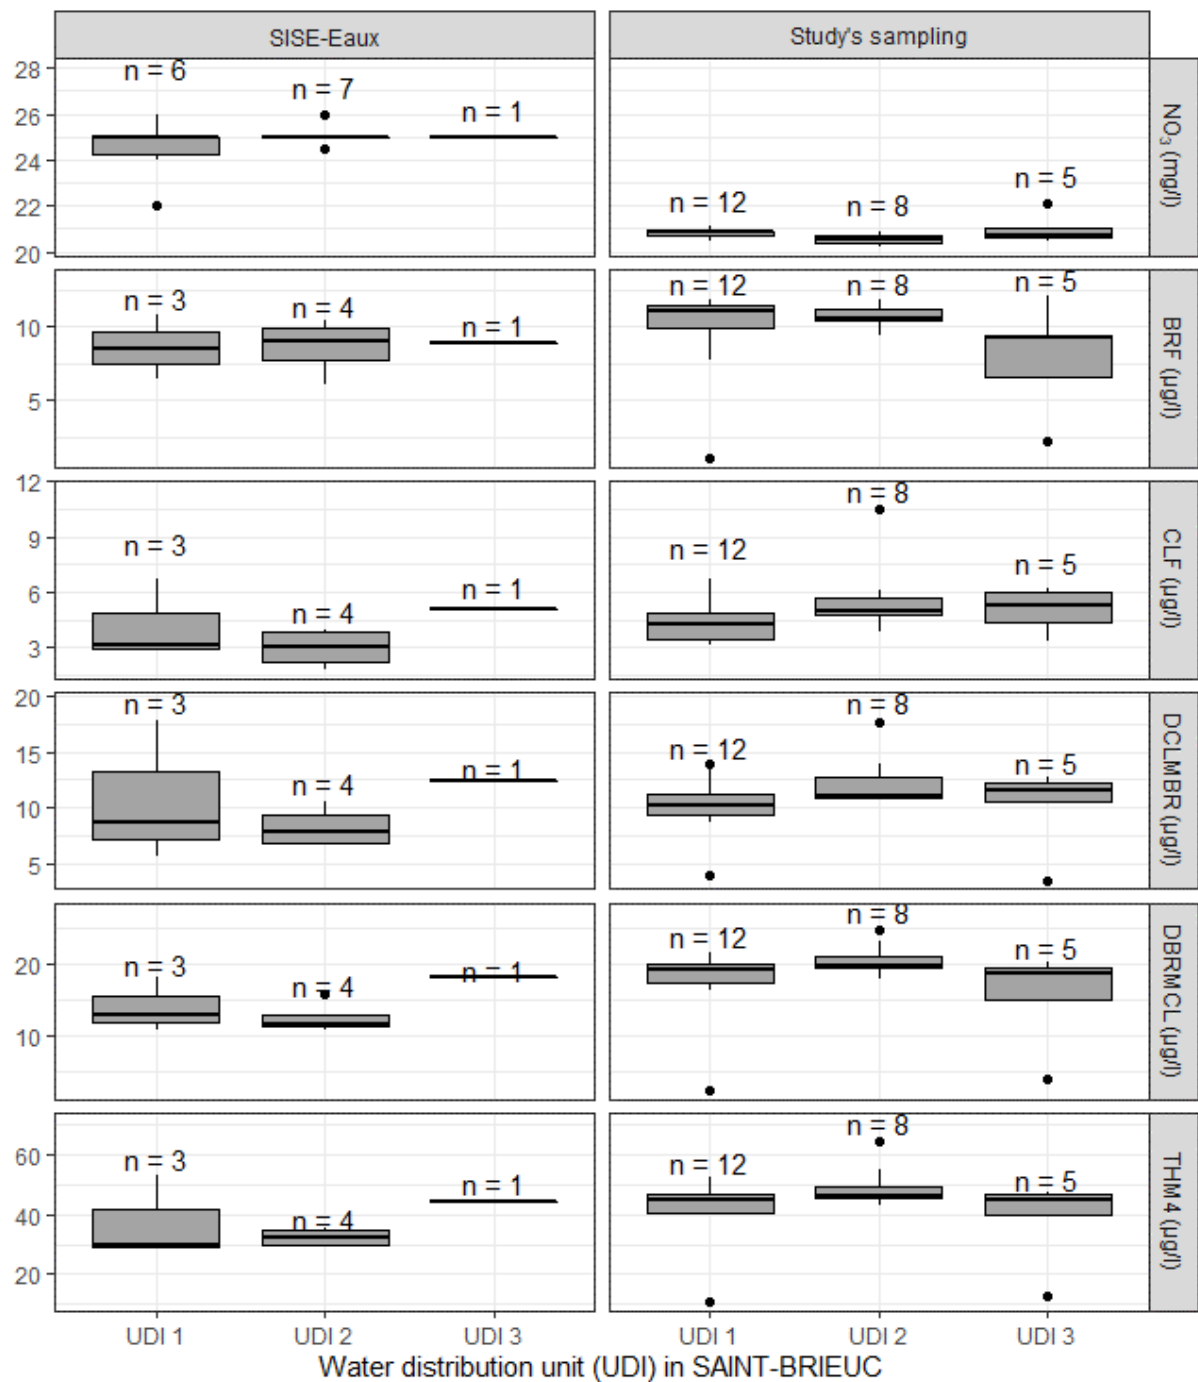 SISE-Eaux
Study's sampling
28
26
24
22
20
n = 6
n = 7
n = 1
n = 12
n = 8
n = 5
NO₃ (mg/l)
10
5
n = 3
n = 4
n = 1
n = 12
n = 8
n = 5
BRF (µg/l)
12
9
6
3
n = 3
n = 4
n = 1
n = 12
n = 8
n = 5
CLF (µg/l)
20
15
10
5
n = 3
n = 4
n = 1
n = 12
n = 8
n = 5
DCLMBR (µg/l)
20
10
n = 3
n = 4
n = 1
n = 12
n = 8
n = 5
DBRMCL (µg/l)
60
40
20
n = 3
n = 4
n = 1
n = 12
n = 8
n = 5
THM4 (µg/l)
UDI 1
UDI 2
UDI 3
UDI 1
UDI 2
UDI 3
Water distribution unit (UDI) in SAINT-BRIEUC